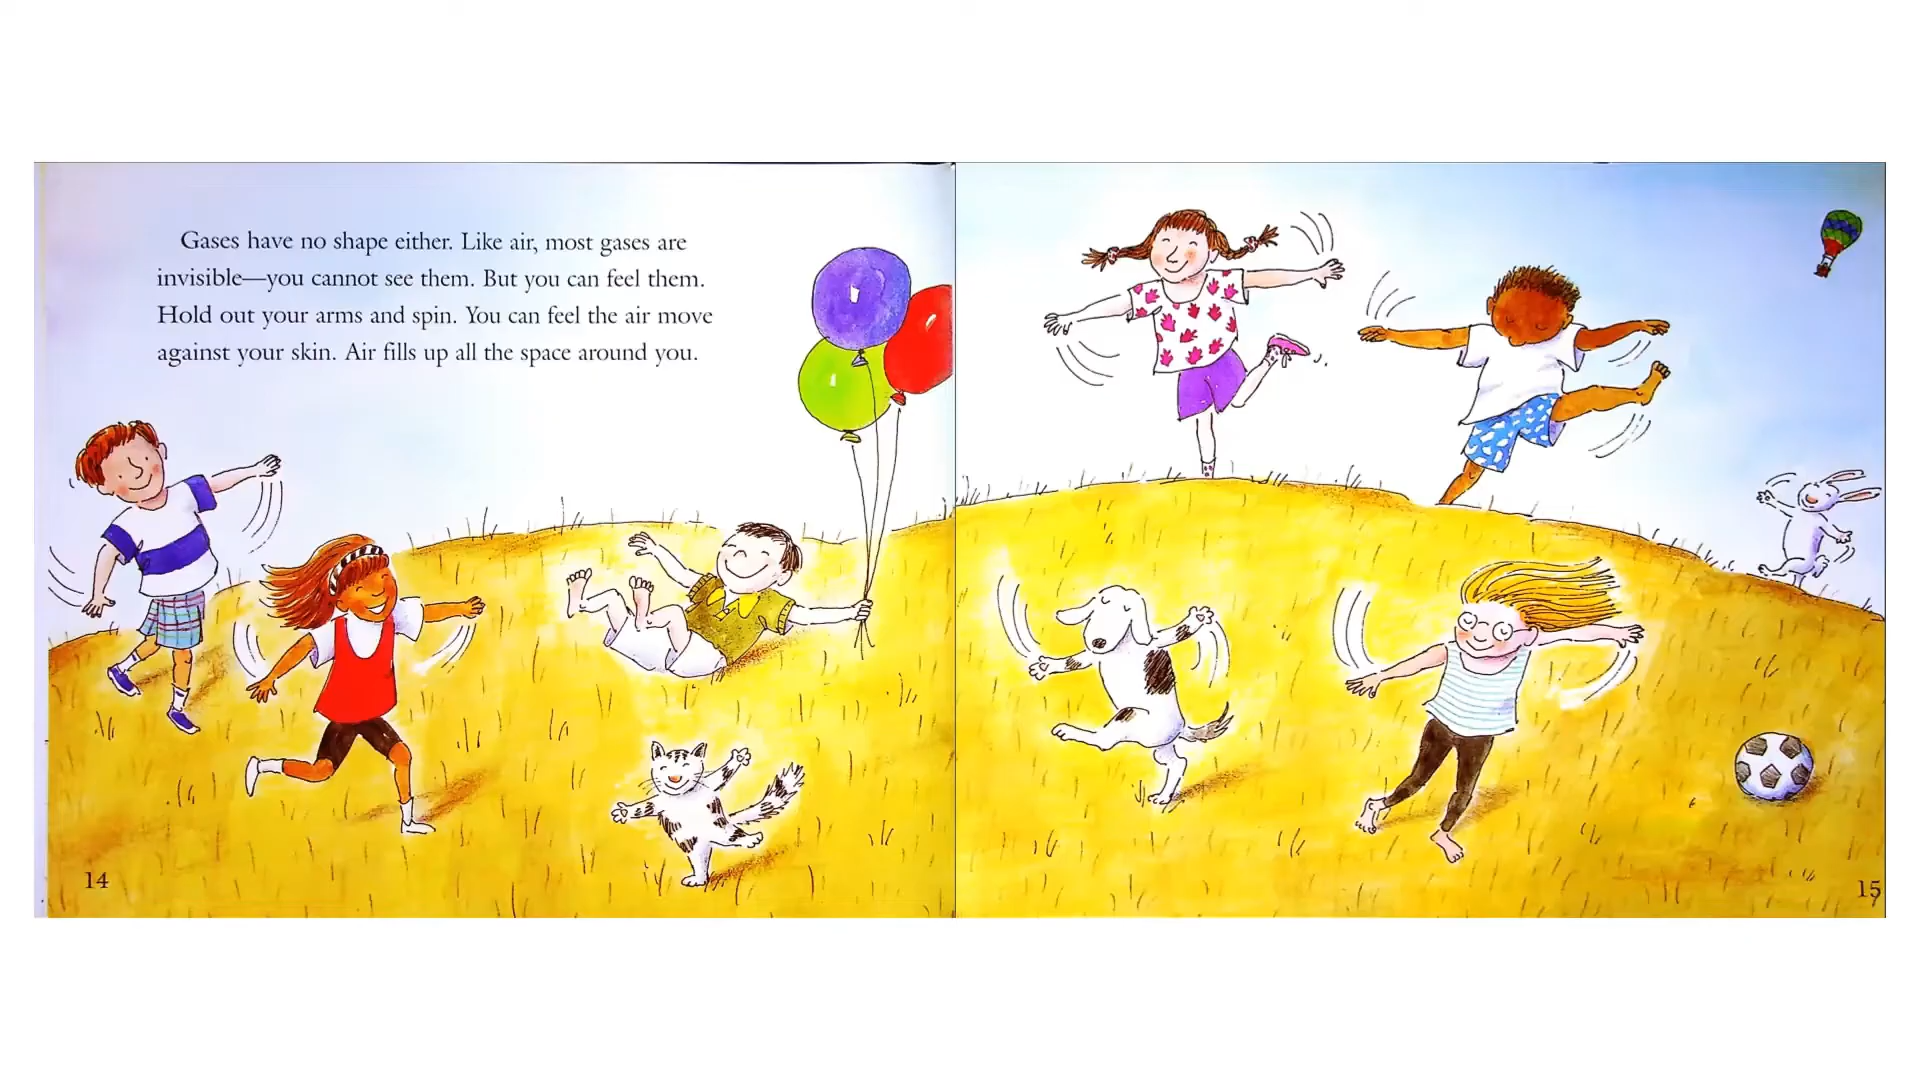 Gases have no shape either. Like air, most gases are
invisible—you cannot see them. But you can feel them.
Hold out your arms and spin. You can feel the air move
against your skin. Air fills up all the space around you.
14
15